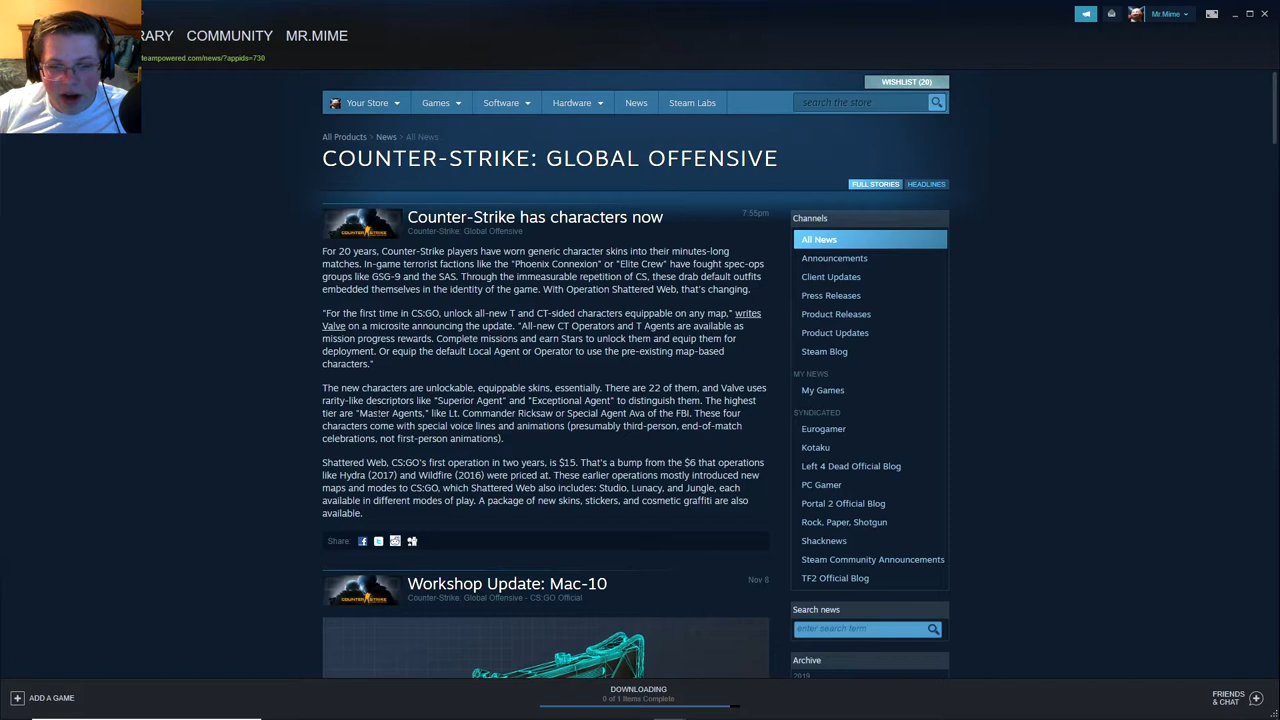 RARY COMMUNITY MR.MIME
Mr.Mime
teampowered.com/news/?appids=730
WISHLIST (20)
Your Store Games Software Hardware News Steam Labs
search the store
All Products > News > All News
COUNTER-STRIKE: GLOBAL OFFENSIVE
FULL STORIES HEADLINES
Counter-Strike has characters now
7.55pm
Counter-Strike: Global Offensive
For 20 years, Counter-Strike players have worn generic character skins into their minutes-long
matches. In-game terrorist factions like the "Phoenix Connexion" or "Elite Crew" have fought spec-ops
groups like GSG-9 and the SAS. Through the immeasurable repetition of CS, these drab default outfits
embedded themselves in the identity of the game. With Operation Shattered Web, that's changing.
"For the first time in CS:GO, unlock all-new T and CT-sided characters equippable on any map," writes
Valve on a microsite announcing the update. "All-new CT Operators and T Agents are available as
mission progress rewards. Complete missions and earn Stars to unlock them and equip them for
deployment. Or equip the default Local Agent or Operator to use the pre-existing map-based
characters."
The new characters are unlockable, equippable skins, essentially. There are 22 of them, and Valve uses
rarity-like descriptors like "Superior Agent" and "Exceptional Agent" to distinguish them. The highest
tier are "Master Agents," like Lt. Commander Ricksaw or Special Agent Ava of the FBI. These four
characters come with special voice lines and animations (presumably third-person, end-of-match
celebrations, not first-person animations).
Shattered Web, CS:GO's first operation in two years, is $15. That's a bump from the $6 that operations
like Hydra (2017) and Wildfire (2016) were priced at. These earlier operations mostly introduced new
maps and modes to CS:GO, which Shattered Web also includes: Studio, Lunacy, and Jungle, each
available in different modes of play. A package of new skins, stickers, and cosmetic graffiti are also
available.
Share:
Workshop Update: Mac-10
Nov 8
Counter-Strike: Global Offensive - CS:GO Official
Channels
All News
Announcements
Client Updates
Press Releases
Product Releases
Product Updates
Steam Blog
MY NEWS
My Games
SYNDICATED
Eurogamer
Kotaku
Left 4 Dead Official Blog
PC Gamer
Portal 2 Official Blog
Rock, Paper, Shotgun
Shacknews
Steam Community Announcements
TF2 Official Blog
Search news
enter search term
Archive
2019
ADD A GAME
DOWNLOADING
0 of 1 Items Complete
FRIENDS
& CHAT